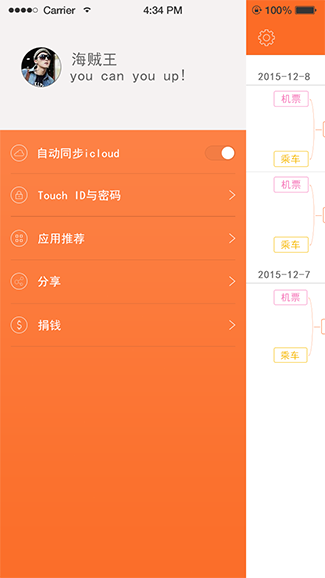 Carrier 4:34 PM 100%
海贼王
you can you up!
自动同步icloud
Touch ID与密码
应用推荐
分享
捐钱
2015-12-8
机票
乘车
机票
乘车
2015-12-7
机票
乘车